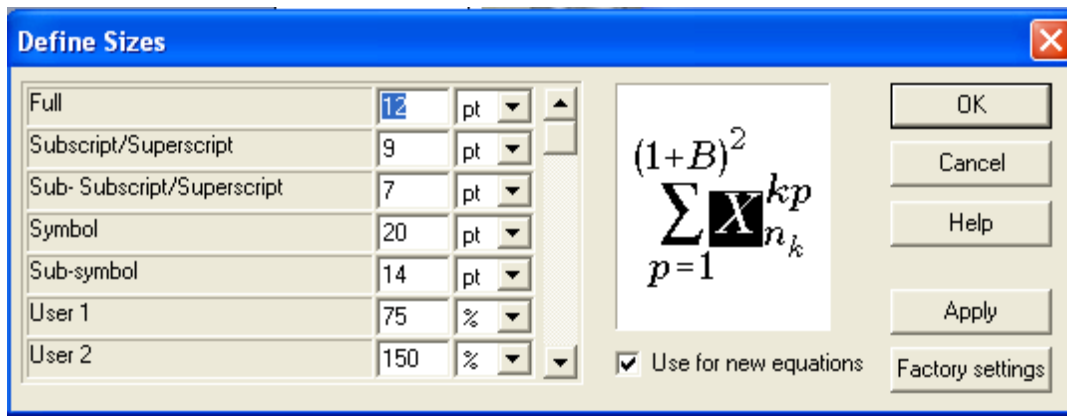 Define Sizes
Full 12 pt
Subscript/Superscript 9 pt
Sub- Subscript/Superscript 7 pt
Symbol 20 pt
Sub-symbol 14 pt
User 1 75 %
User 2 150 %
(1+B)²
∑ X kp
n k
p=1
Use for new equations
OK
Cancel
Help
Apply
Factory settings